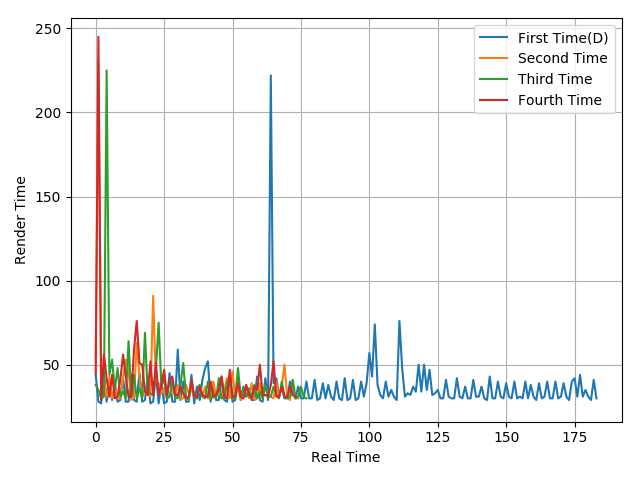 First Time(D)
Second Time
Third Time
Fourth Time
250
200
150
100
50
Render Time
0
25
50
75
100
125
150
175
Real Time